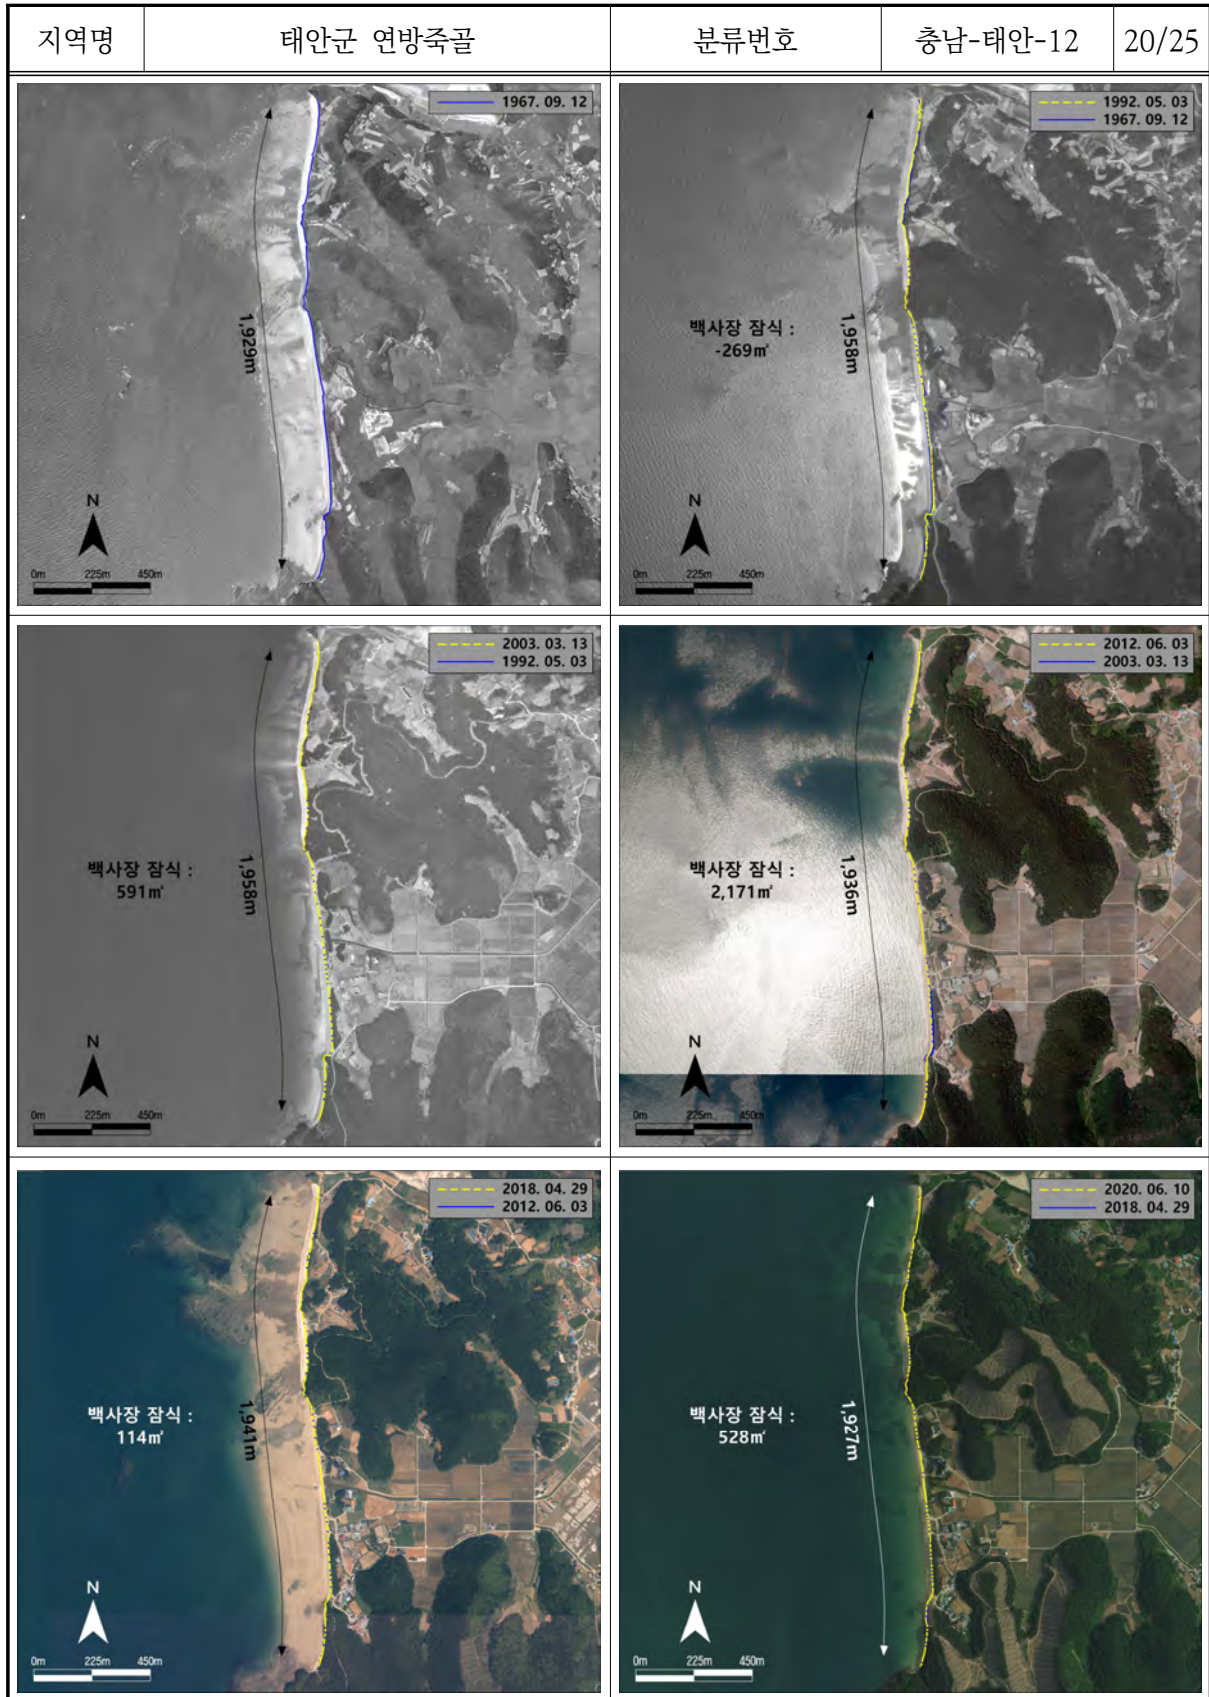 지역명 태안군 연방죽골 분류번호 충남-태안-12 20/25
1967. 09. 12
1,929m
N
0m 225m 450m
1992. 05. 03
1967. 09. 12
백사장 잠식 :
-269㎡
1,958m
N
0m 225m 450m
2003. 03. 13
1992. 05. 03
백사장 잠식 :
591㎡
1,958m
N
0m 225m 450m
2012. 06. 03
2003. 03. 13
백사장 잠식 :
2,171㎡
1,936m
N
0m 225m 450m
2018. 04. 29
2012. 06. 03
백사장 잠식 :
114㎡
1,941m
N
0m 225m 450m
2020. 06. 10
2018. 04. 29
백사장 잠식 :
528㎡
1,927m
N
0m 225m 450m